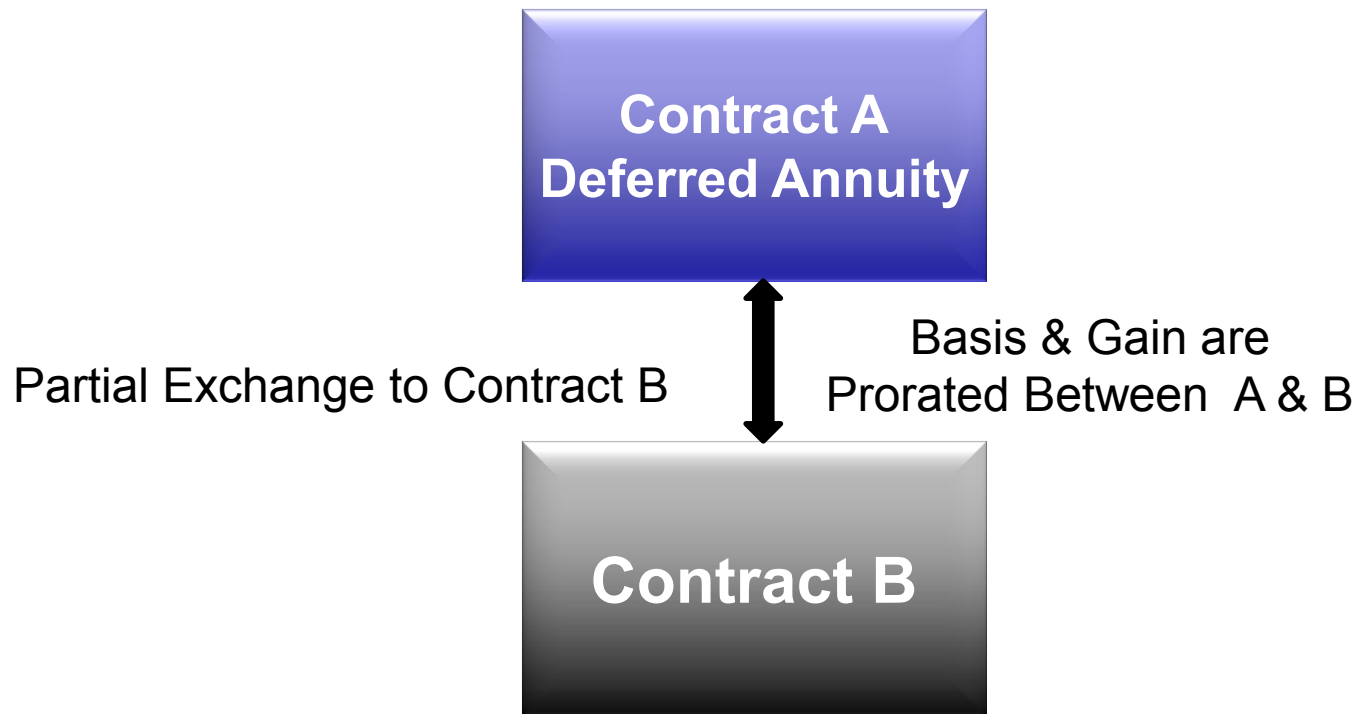 Contract A
Deferred Annuity
Partial Exchange to Contract B
Basis & Gain are
Prorated Between  A & B
Contract B